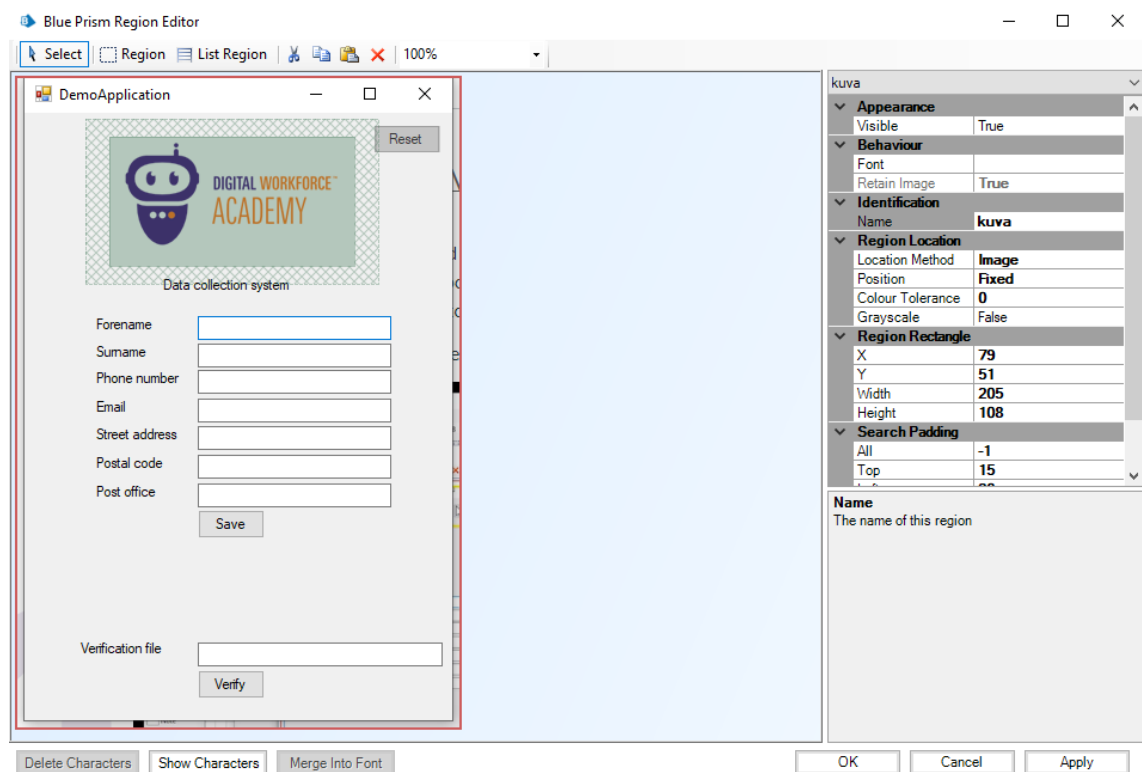 Blue Prism Region Editor
Select Region List Region 100%
DemoApplication
Reset
DIGITAL WORKFORCE™
ACADEMY
Data collection system
Forename
Surname
Phone number
Email
Street address
Postal code
Post office
Save
Verification file
Verify
kuva
Appearance
Visible True
Behaviour
Font
Retain Image True
Identification
Name kuva
Region Location
Location Method Image
Position Fixed
Colour Tolerance 0
Grayscale False
Region Rectangle
X 79
Y 51
Width 205
Height 108
Search Padding
All -1
Top 15
Name
The name of this region
Delete Characters Show Characters Merge Into Font OK Cancel Apply